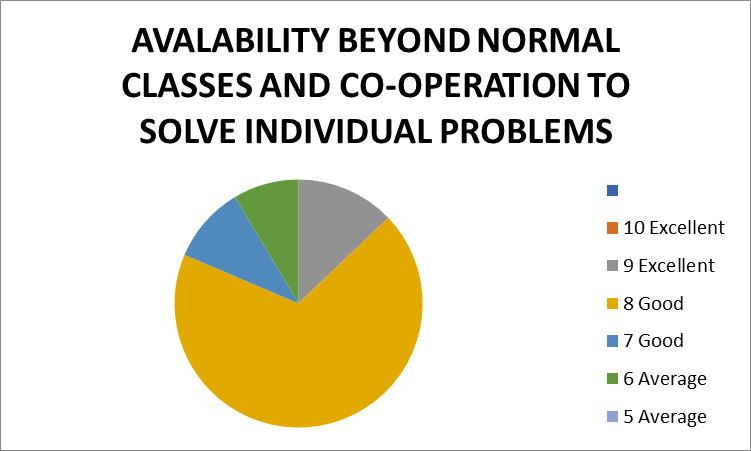 AVALABILITY BEYOND NORMAL
CLASSES AND CO-OPERATION TO
SOLVE INDIVIDUAL PROBLEMS
10 Excellent
9 Excellent
8 Good
7 Good
6 Average
5 Average